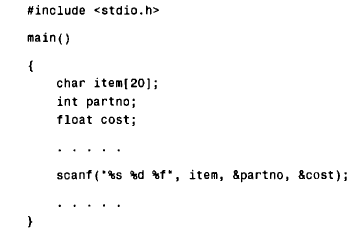 #include <stdio.h>
main()
{
char item[20];
int partno;
float cost;
. . . . .
scanf("%s %d %f", item, &partno, &cost);
. . . . .
}